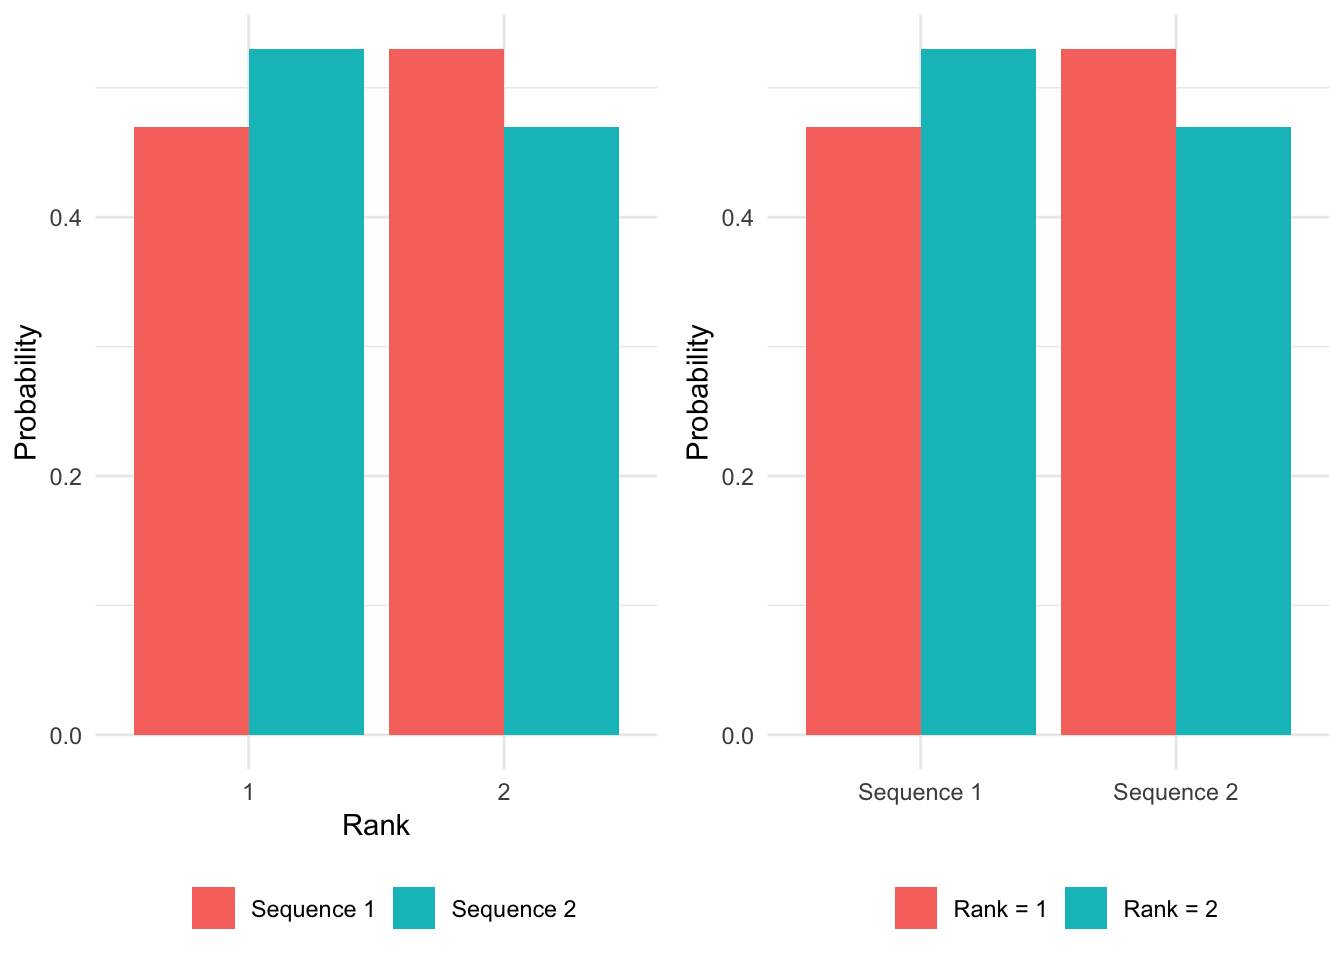 Probability
0.4
0.2
0.0
1
2
Rank
Sequence 1
Sequence 2
Probability
0.4
0.2
0.0
Sequence 1
Sequence 2
Rank = 1
Rank = 2